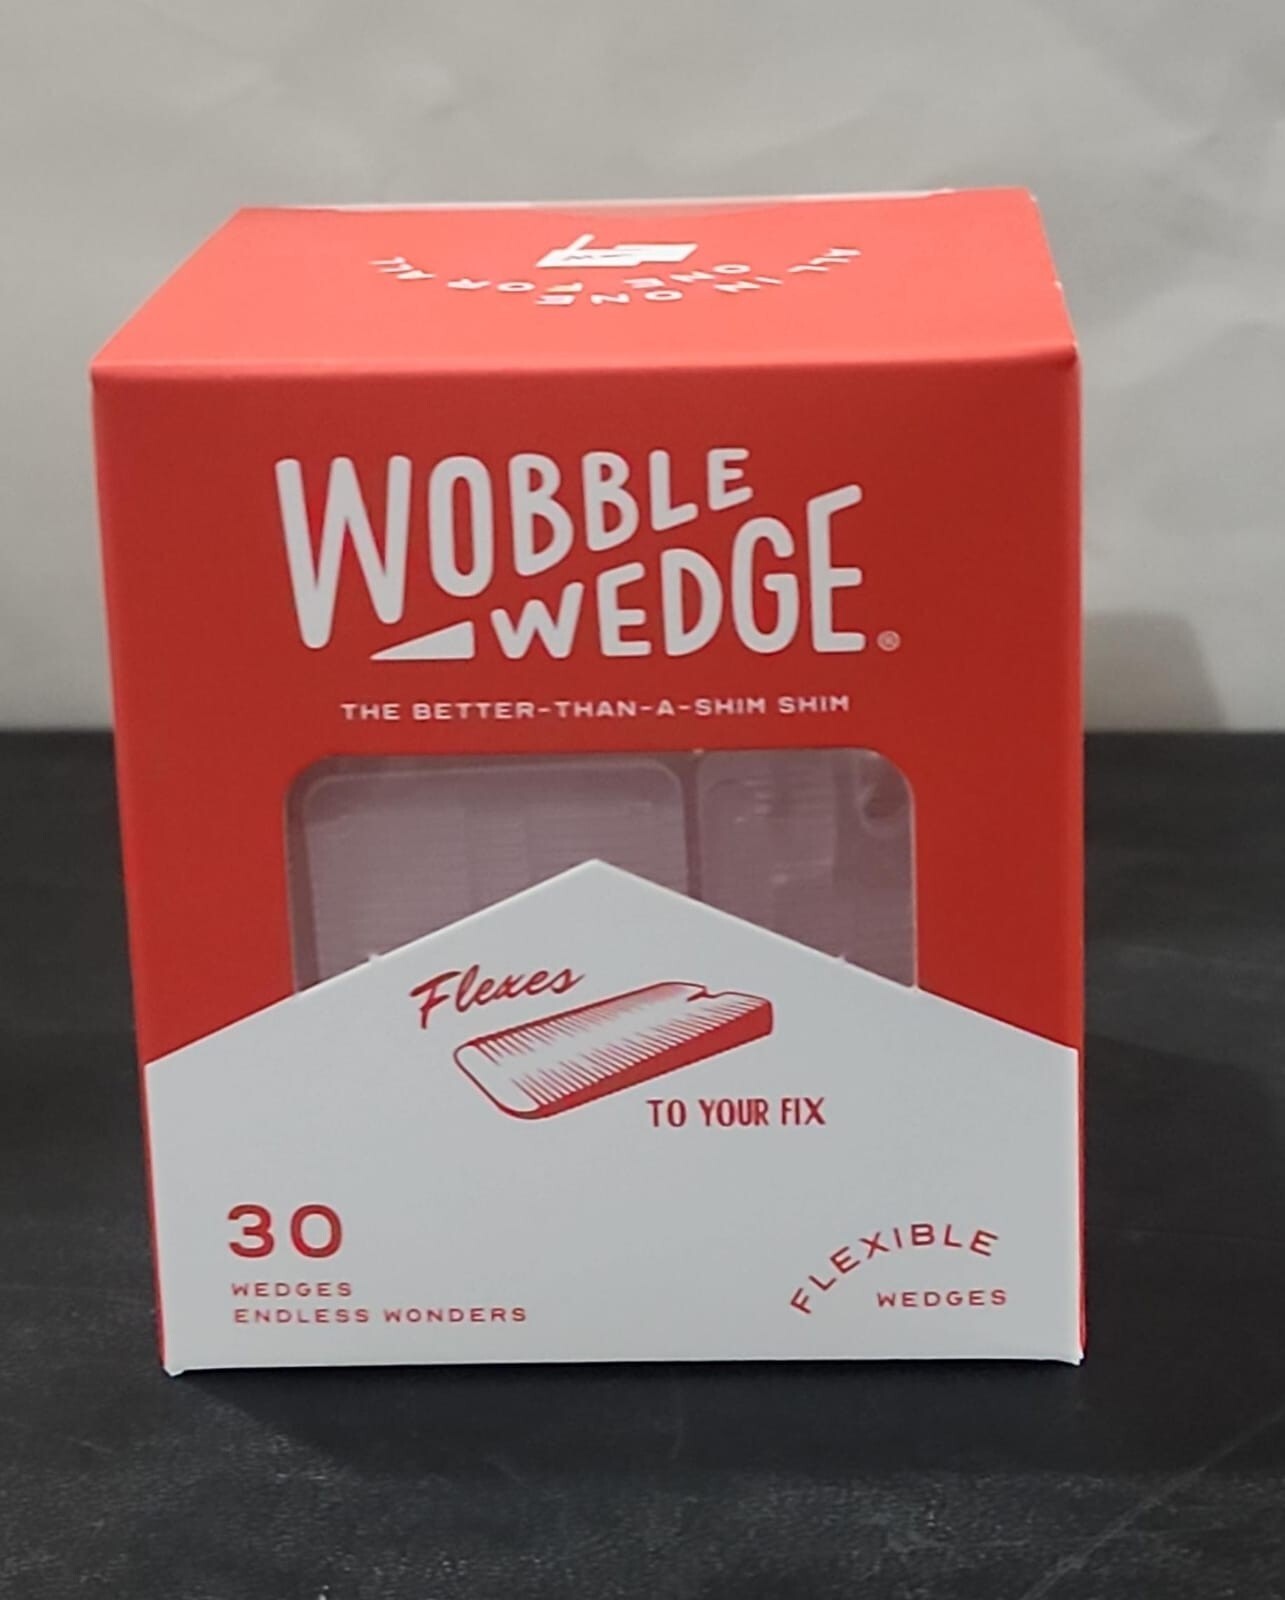 ALL IN ONE
ONE FOR ALL
WOBBLE
WEDGE®
THE BETTER-THAN-A-SHIM SHIM
Flexes
TO YOUR FIX
30
WEDGES
ENDLESS WONDERS
FLEXIBLE
WEDGES